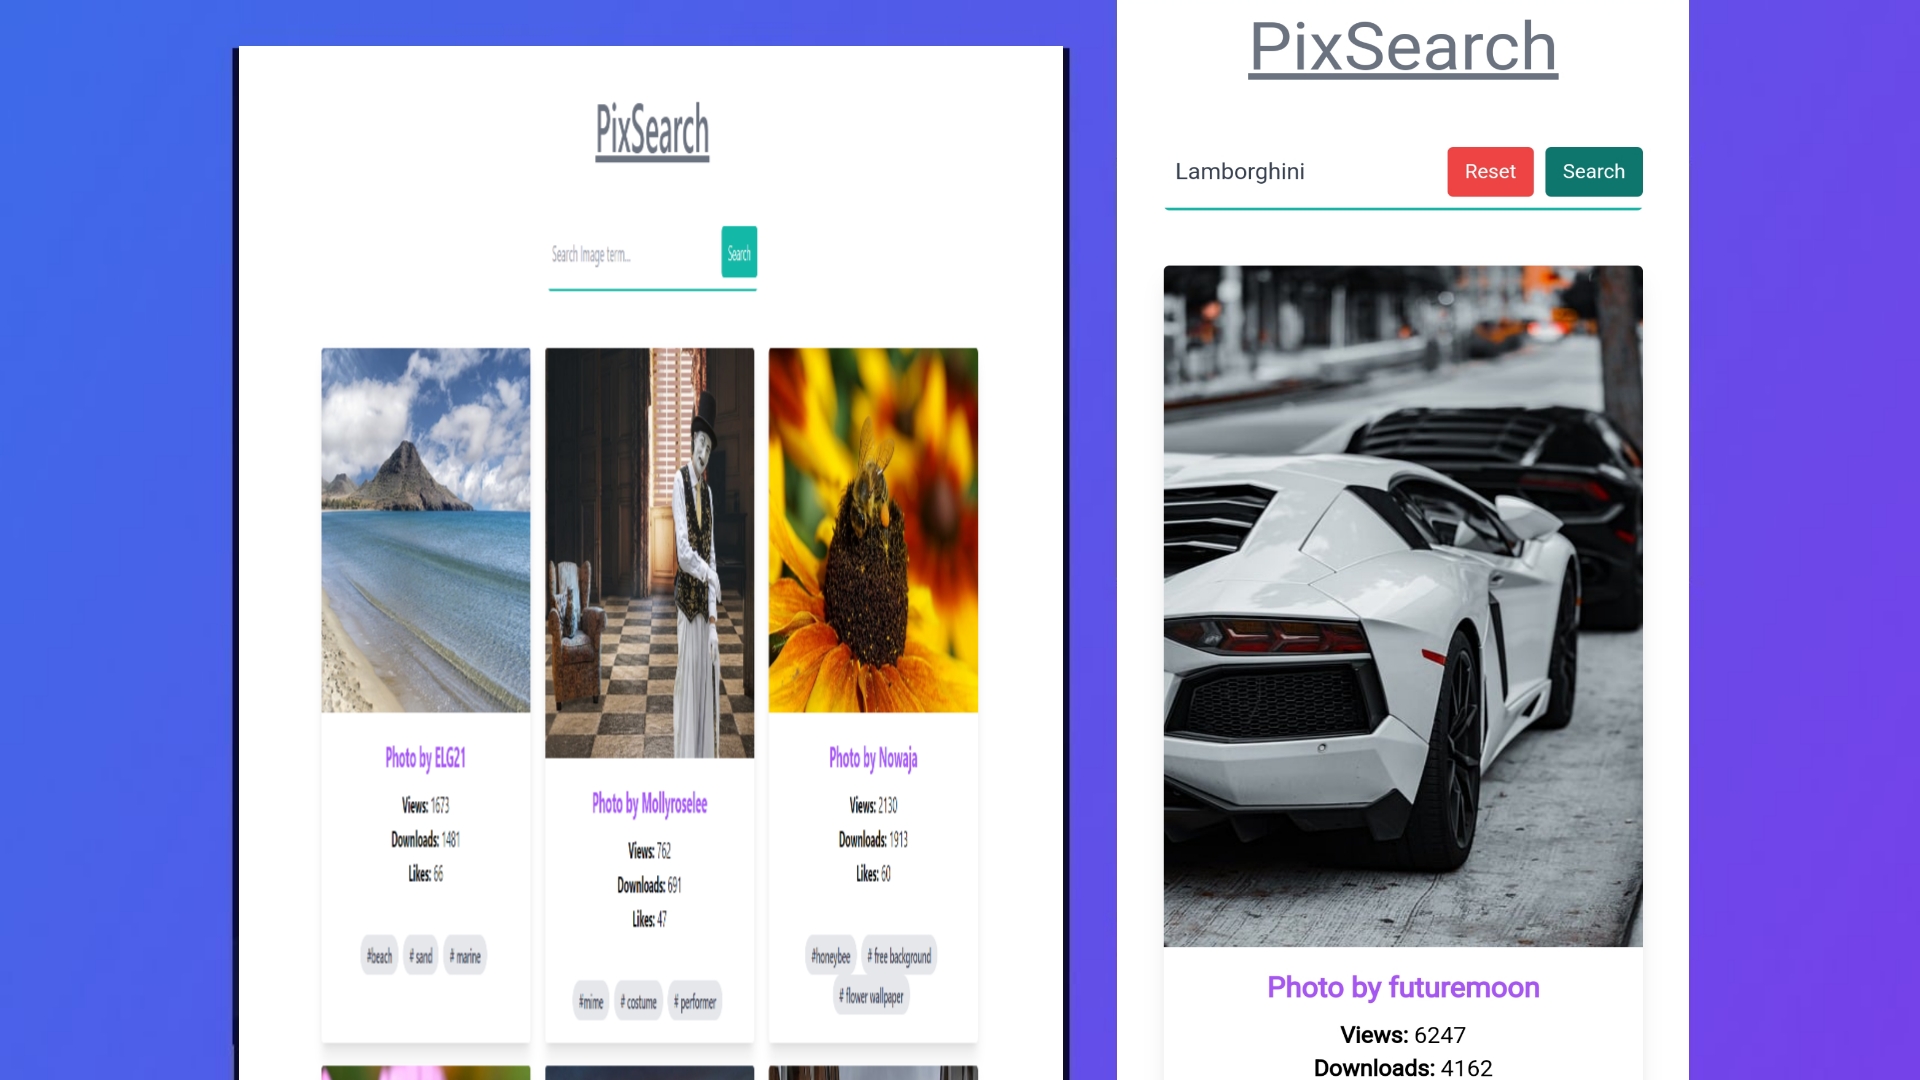 PixSearch
Search Image term...
Search
Photo by ELG21
Views: 1673
Downloads: 1481
Likes: 66
#beach
# sand
# marine
Photo by Mollyroselee
Views: 762
Downloads: 691
Likes: 47
#mime
# costume
# performer
Photo by Nowaja
Views: 2130
Downloads: 1913
Likes: 60
#honeybee
# free background
# flower wallpaper
PixSearch
Lamborghini
Reset
Search
Photo by futuremoon
Views: 6247
Downloads: 4162